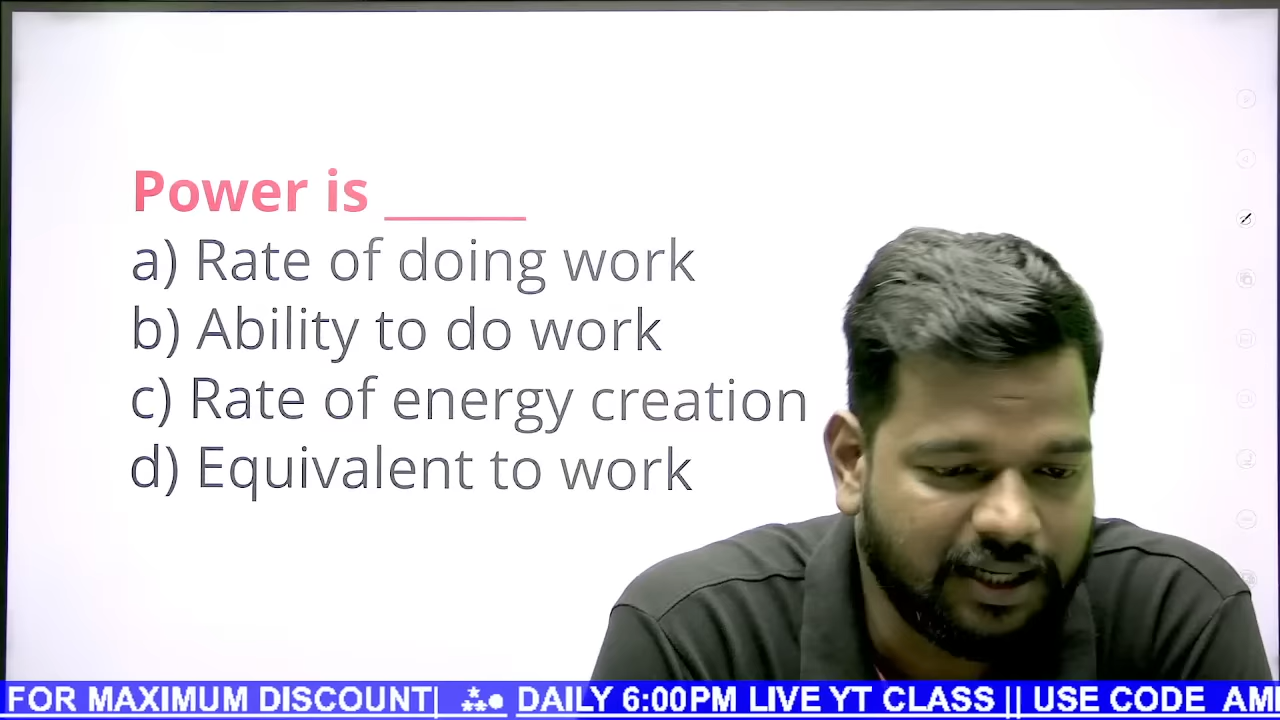 Power is _____
a) Rate of doing work
b) Ability to do work
c) Rate of energy creation
d) Equivalent to work
FOR MAXIMUM DISCOUNT| DAILY 6:00PM LIVE YT CLASS || USE CODE